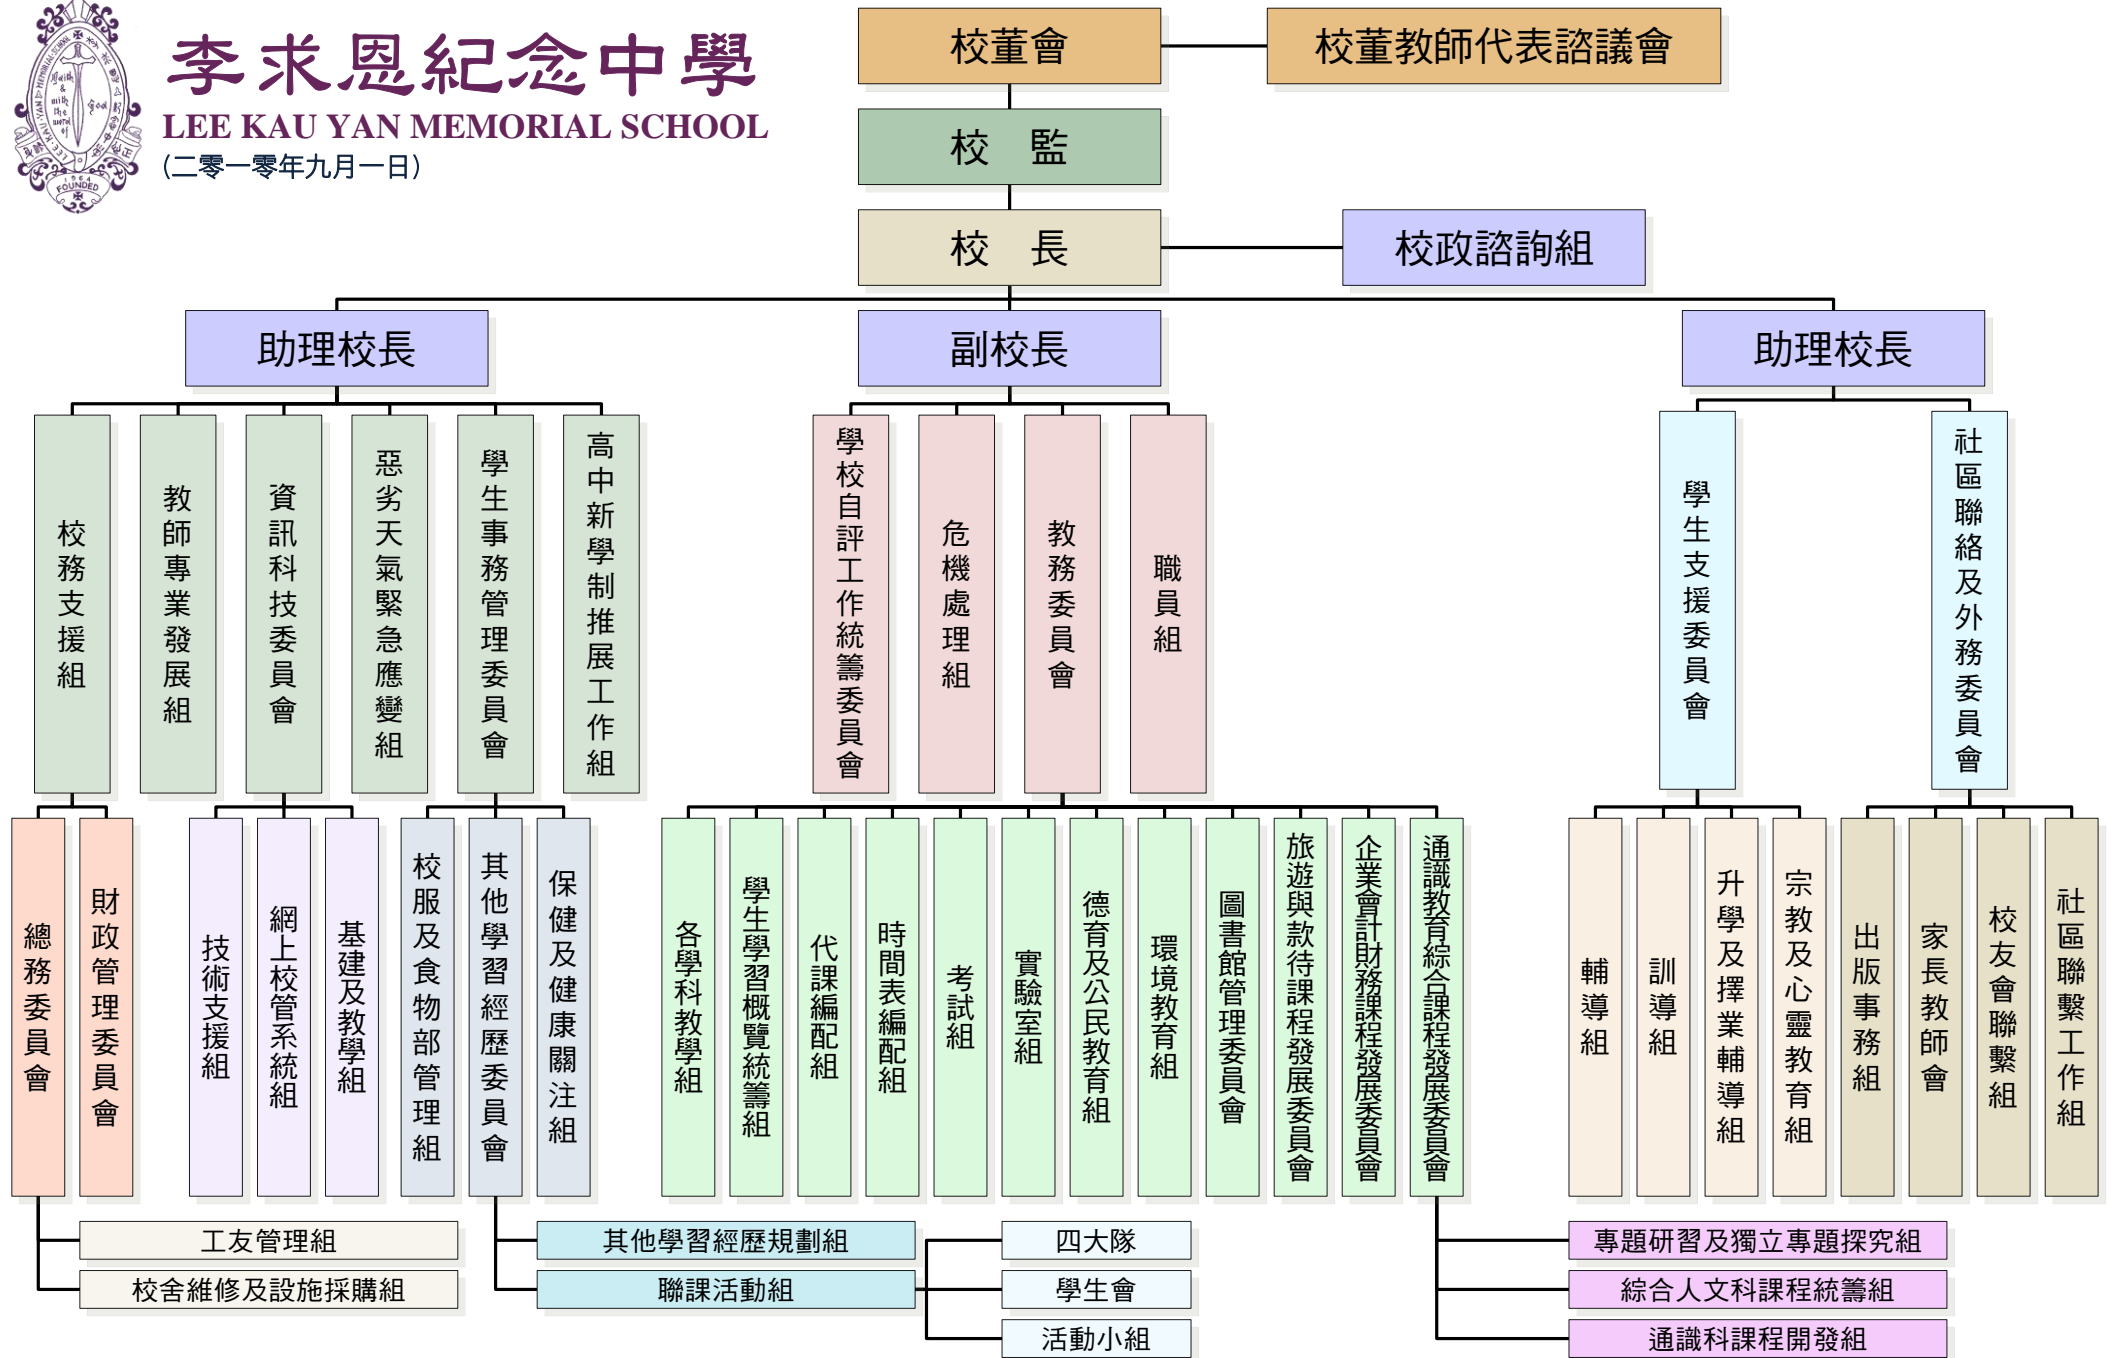 李求恩紀念中學
LEE KAU YAN MEMORIAL SCHOOL
(二零一零年九月一日)
1964
FOUNDED
校董會
校董教師代表諮議會
校 監
校 長
校政諮詢組
助理校長
副校長
助理校長
校務支援組
教師專業發展組
資訊科技委員會
惡劣天氣緊急應變組
學生事務管理委員會
高中新學制推展工作組
學校自評工作統籌委員會
危機處理組
教務委員會
職員組
學生支援委員會
社區聯絡及外務委員會
總務委員會
財政管理委員會
技術支援組
網上校管系統組
基建及教學組
校服及食物部管理組
其他學習經歷委員會
保健及健康關注組
各學科教學組
學生學習概覽統籌組
代課編配組
時間表編配組
考試組
實驗室組
德育及公民教育組
環境教育組
圖書館管理委員會
旅遊與款待課程發展委員會
企業會計財務課程發展委員會
通識教育綜合課程發展委員會
輔導組
訓導組
升學及擇業輔導組
宗教及心靈教育組
出版事務組
家長教師會
校友會聯繫組
社區聯繫工作組
工友管理組
校舍維修及設施採購組
其他學習經歷規劃組
聯課活動組
四大隊
學生會
活動小組
專題研習及獨立專題探究組
綜合人文科課程統籌組
通識科課程開發組